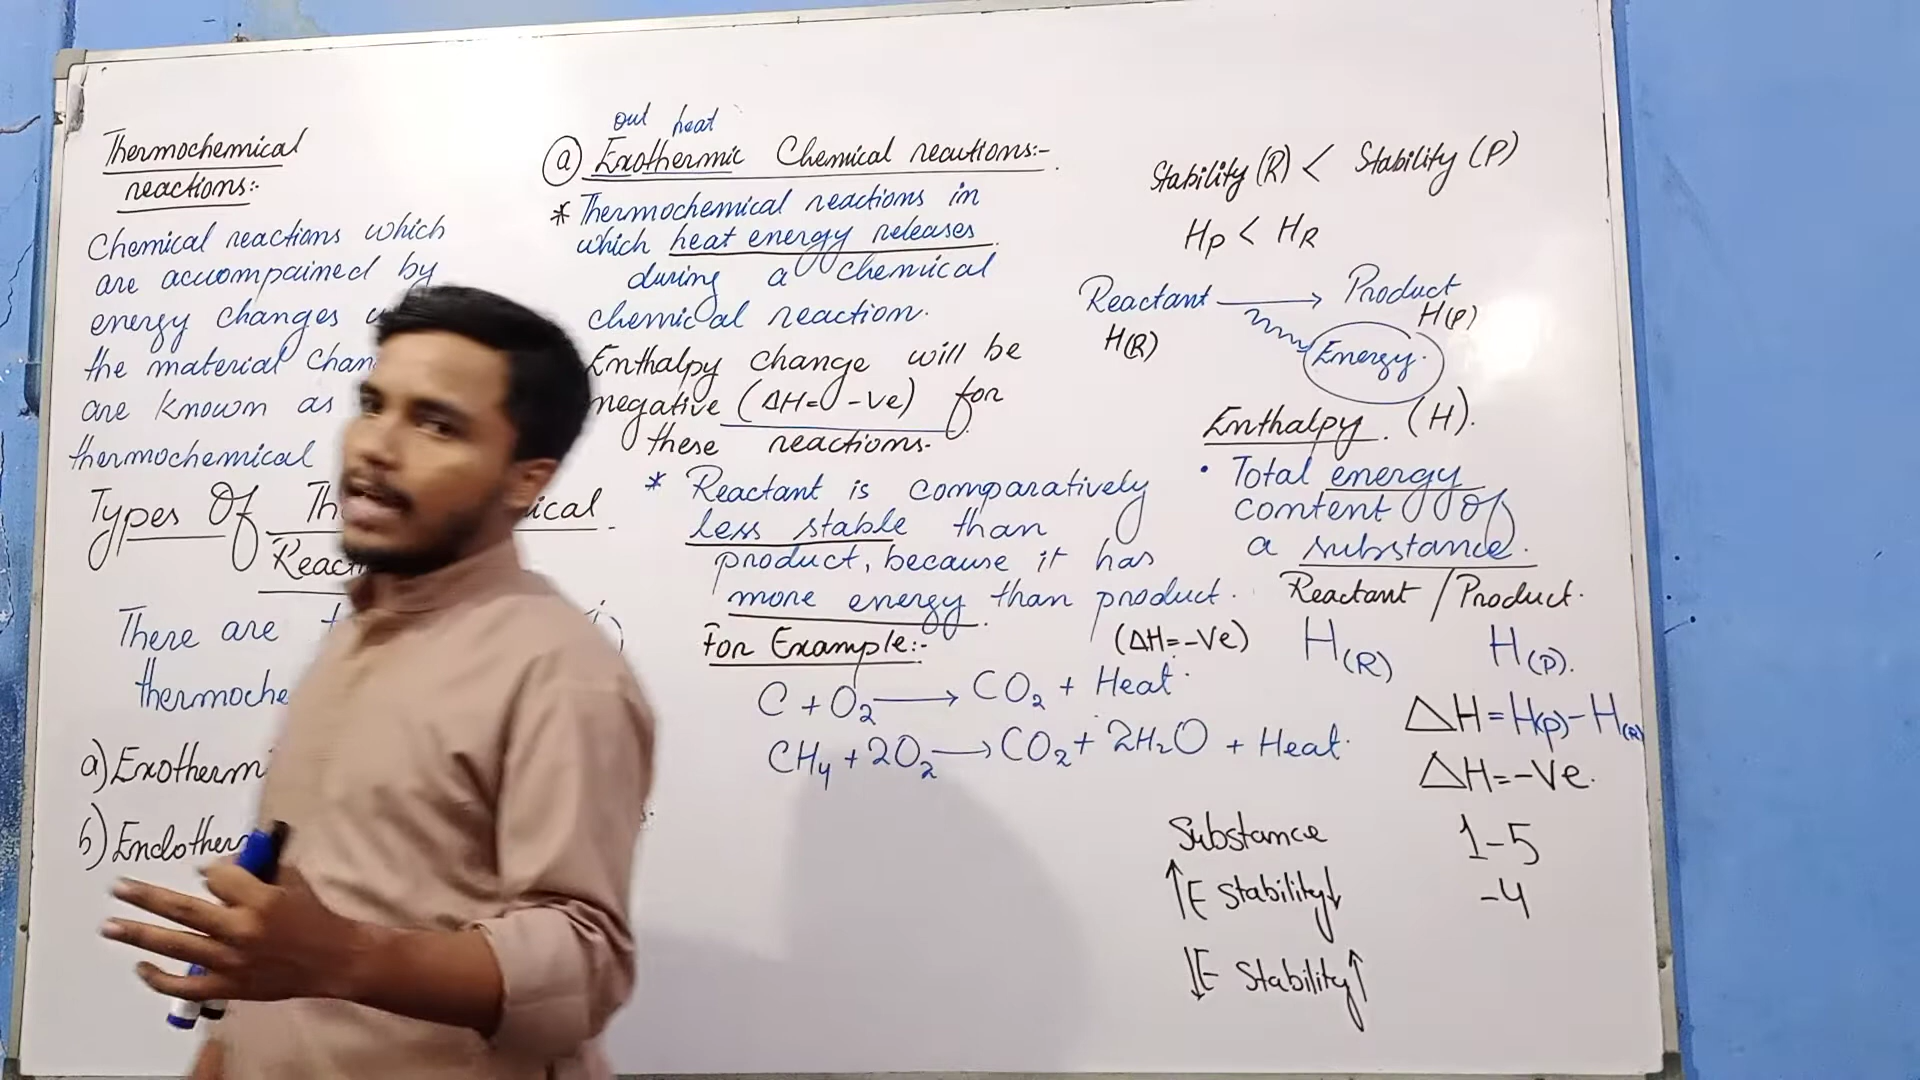 Thermochemical
reactions:-
Chemical reactions which
are accompained by
energy changes
the material
are known as
thermochemical
Types Of
There are
a) Exothermi
b) Endother
out heat
(a) Exothermic Chemical reactions:-
* Thermochemical reactions in
which heat energy releases
during a chemical
chemical reaction.
Enthalpy change will be
negative (ΔH= -ve) for
these reactions.
* Reactant is comparatively
less stable than
product, because it has
more energy than product.
For Example:- (ΔH=-Ve)
C + O₂ ⟶ CO₂ + Heat.
CH₄ + 2O₂ ⟶ CO₂ + 2H₂O + Heat.
Stability (R) < Stability (P)
Hp < HR
Reactant ⟶ Product
H(R) H(P)
Energy.
Enthalpy. (H).
• Total energy
content of
a substance.
Reactant / Product.
H(R) H(P).
ΔH = H(p) - H(R)
ΔH = -Ve.
Substance 1-5
↑E Stability↓ -4
↓E Stability↑